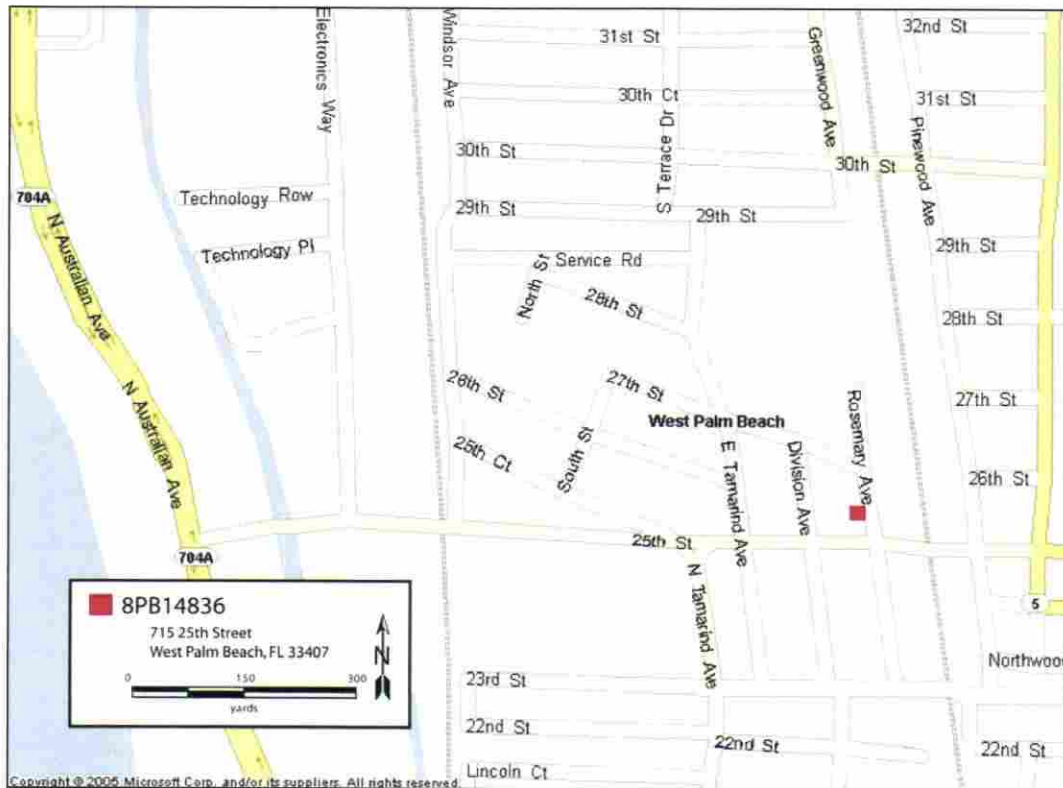 Electronics Way
Windsor Ave
31st St
Greenwood Ave
32nd St
30th Ct
31st St
S Terrace Dr
Pinewood Ave
30th St
30th St
704A
Technology Row
29th St
29th St
N Australian Ave
Technology Pl
Service Rd
29th St
North St
28th St
28th St
26th St
27th St
27th St
N Australian Ave
West Palm Beach
Rosemary Ave
25th Ct
South St
E Tamarind Ave
Division Ave
26th St
25th St
704A
N Tamarind Ave
5
8PB14836
715 25th Street
West Palm Beach, FL 33407
N
0 150 300
yards
23rd St
Northwoo
22nd St
22nd St
22nd St
Lincoln Ct
Copyright © 2005 Microsoft Corp. and/or its suppliers. All rights reserved.